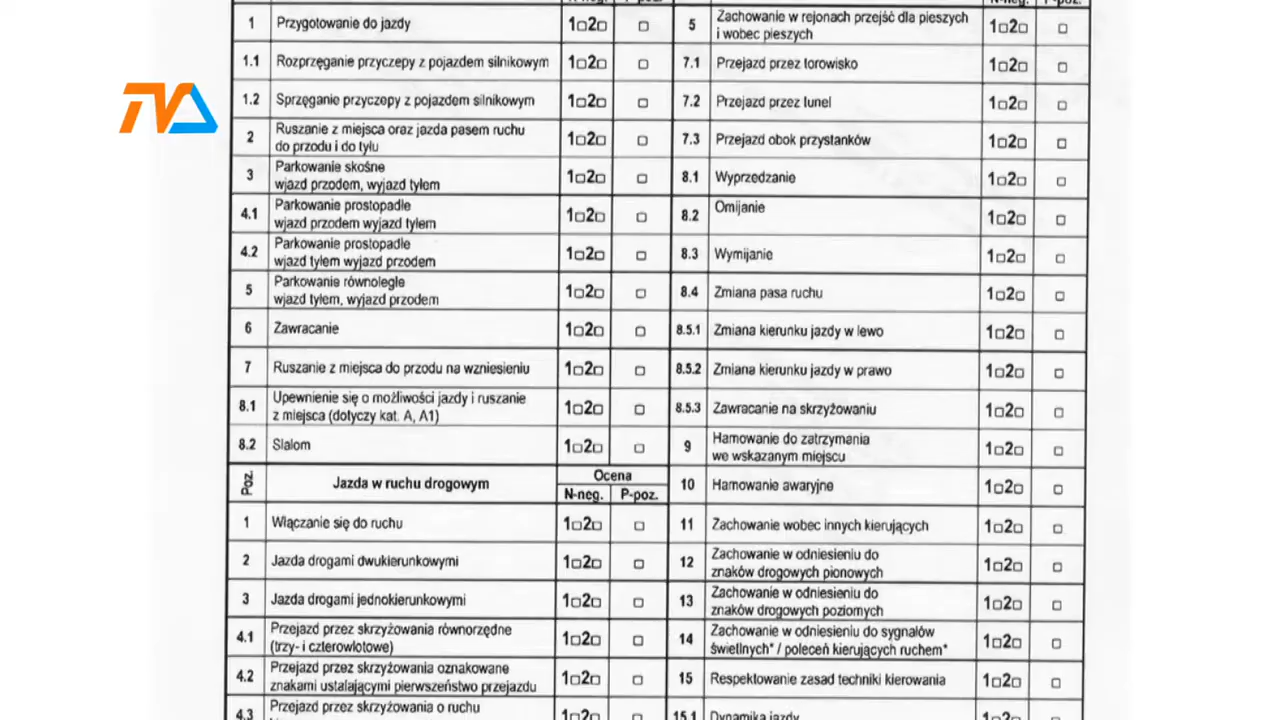 TVA
N-neg. P-poz.
1 Przygotowanie do jazdy 1□2□ □
1.1 Rozprzęganie przyczepy z pojazdem silnikowym 1□2□ □
1.2 Sprzęganie przyczepy z pojazdem silnikowym 1□2□ □
2 Ruszanie z miejsca oraz jazda pasem ruchu
do przodu i do tyłu 1□2□ □
3 Parkowanie skośne
wjazd przodem, wyjazd tyłem 1□2□ □
4.1 Parkowanie prostopadłe
wjazd przodem wyjazd tyłem 1□2□ □
4.2 Parkowanie prostopadłe
wjazd tyłem wyjazd przodem 1□2□ □
5 Parkowanie równoległe
wjazd tyłem, wyjazd przodem 1□2□ □
6 Zawracanie 1□2□ □
7 Ruszanie z miejsca do przodu na wzniesieniu 1□2□ □
8.1 Upewnienie się o możliwości jazdy i ruszanie
z miejsca (dotyczy kat. A, A1) 1□2□ □
8.2 Slalom 1□2□ □
Poz. Jazda w ruchu drogowym Ocena
N-neg. P-poz.
1 Włączanie się do ruchu 1□2□ □
2 Jazda drogami dwukierunkowymi 1□2□ □
3 Jazda drogami jednokierunkowymi 1□2□ □
4.1 Przejazd przez skrzyżowania równorzędne
(trzy- i czterowlotowe) 1□2□ □
4.2 Przejazd przez skrzyżowania oznakowane
znakami ustalającymi pierwszeństwo przejazdu 1□2□ □
4.3 Przejazd przez skrzyżowania o ruchu 1□2□ □
N-neg. P-poz.
5 Zachowanie w rejonach przejść dla pieszych
i wobec pieszych 1□2□ □
7.1 Przejazd przez torowisko 1□2□ □
7.2 Przejazd przez tunel 1□2□ □
7.3 Przejazd obok przystanków 1□2□ □
8.1 Wyprzedzanie 1□2□ □
8.2 Omijanie 1□2□ □
8.3 Wymijanie 1□2□ □
8.4 Zmiana pasa ruchu 1□2□ □
8.5.1 Zmiana kierunku jazdy w lewo 1□2□ □
8.5.2 Zmiana kierunku jazdy w prawo 1□2□ □
8.5.3 Zawracanie na skrzyżowaniu 1□2□ □
9 Hamowanie do zatrzymania
we wskazanym miejscu 1□2□ □
10 Hamowanie awaryjne 1□2□ □
11 Zachowanie wobec innych kierujących 1□2□ □
12 Zachowanie w odniesieniu do
znaków drogowych pionowych 1□2□ □
13 Zachowanie w odniesieniu do
znaków drogowych poziomych 1□2□ □
14 Zachowanie w odniesieniu do sygnałów
świetlnych* / poleceń kierujących ruchem* 1□2□ □
15 Respektowanie zasad techniki kierowania 1□2□ □
15.1 Dynamika jazdy 1□2□ □